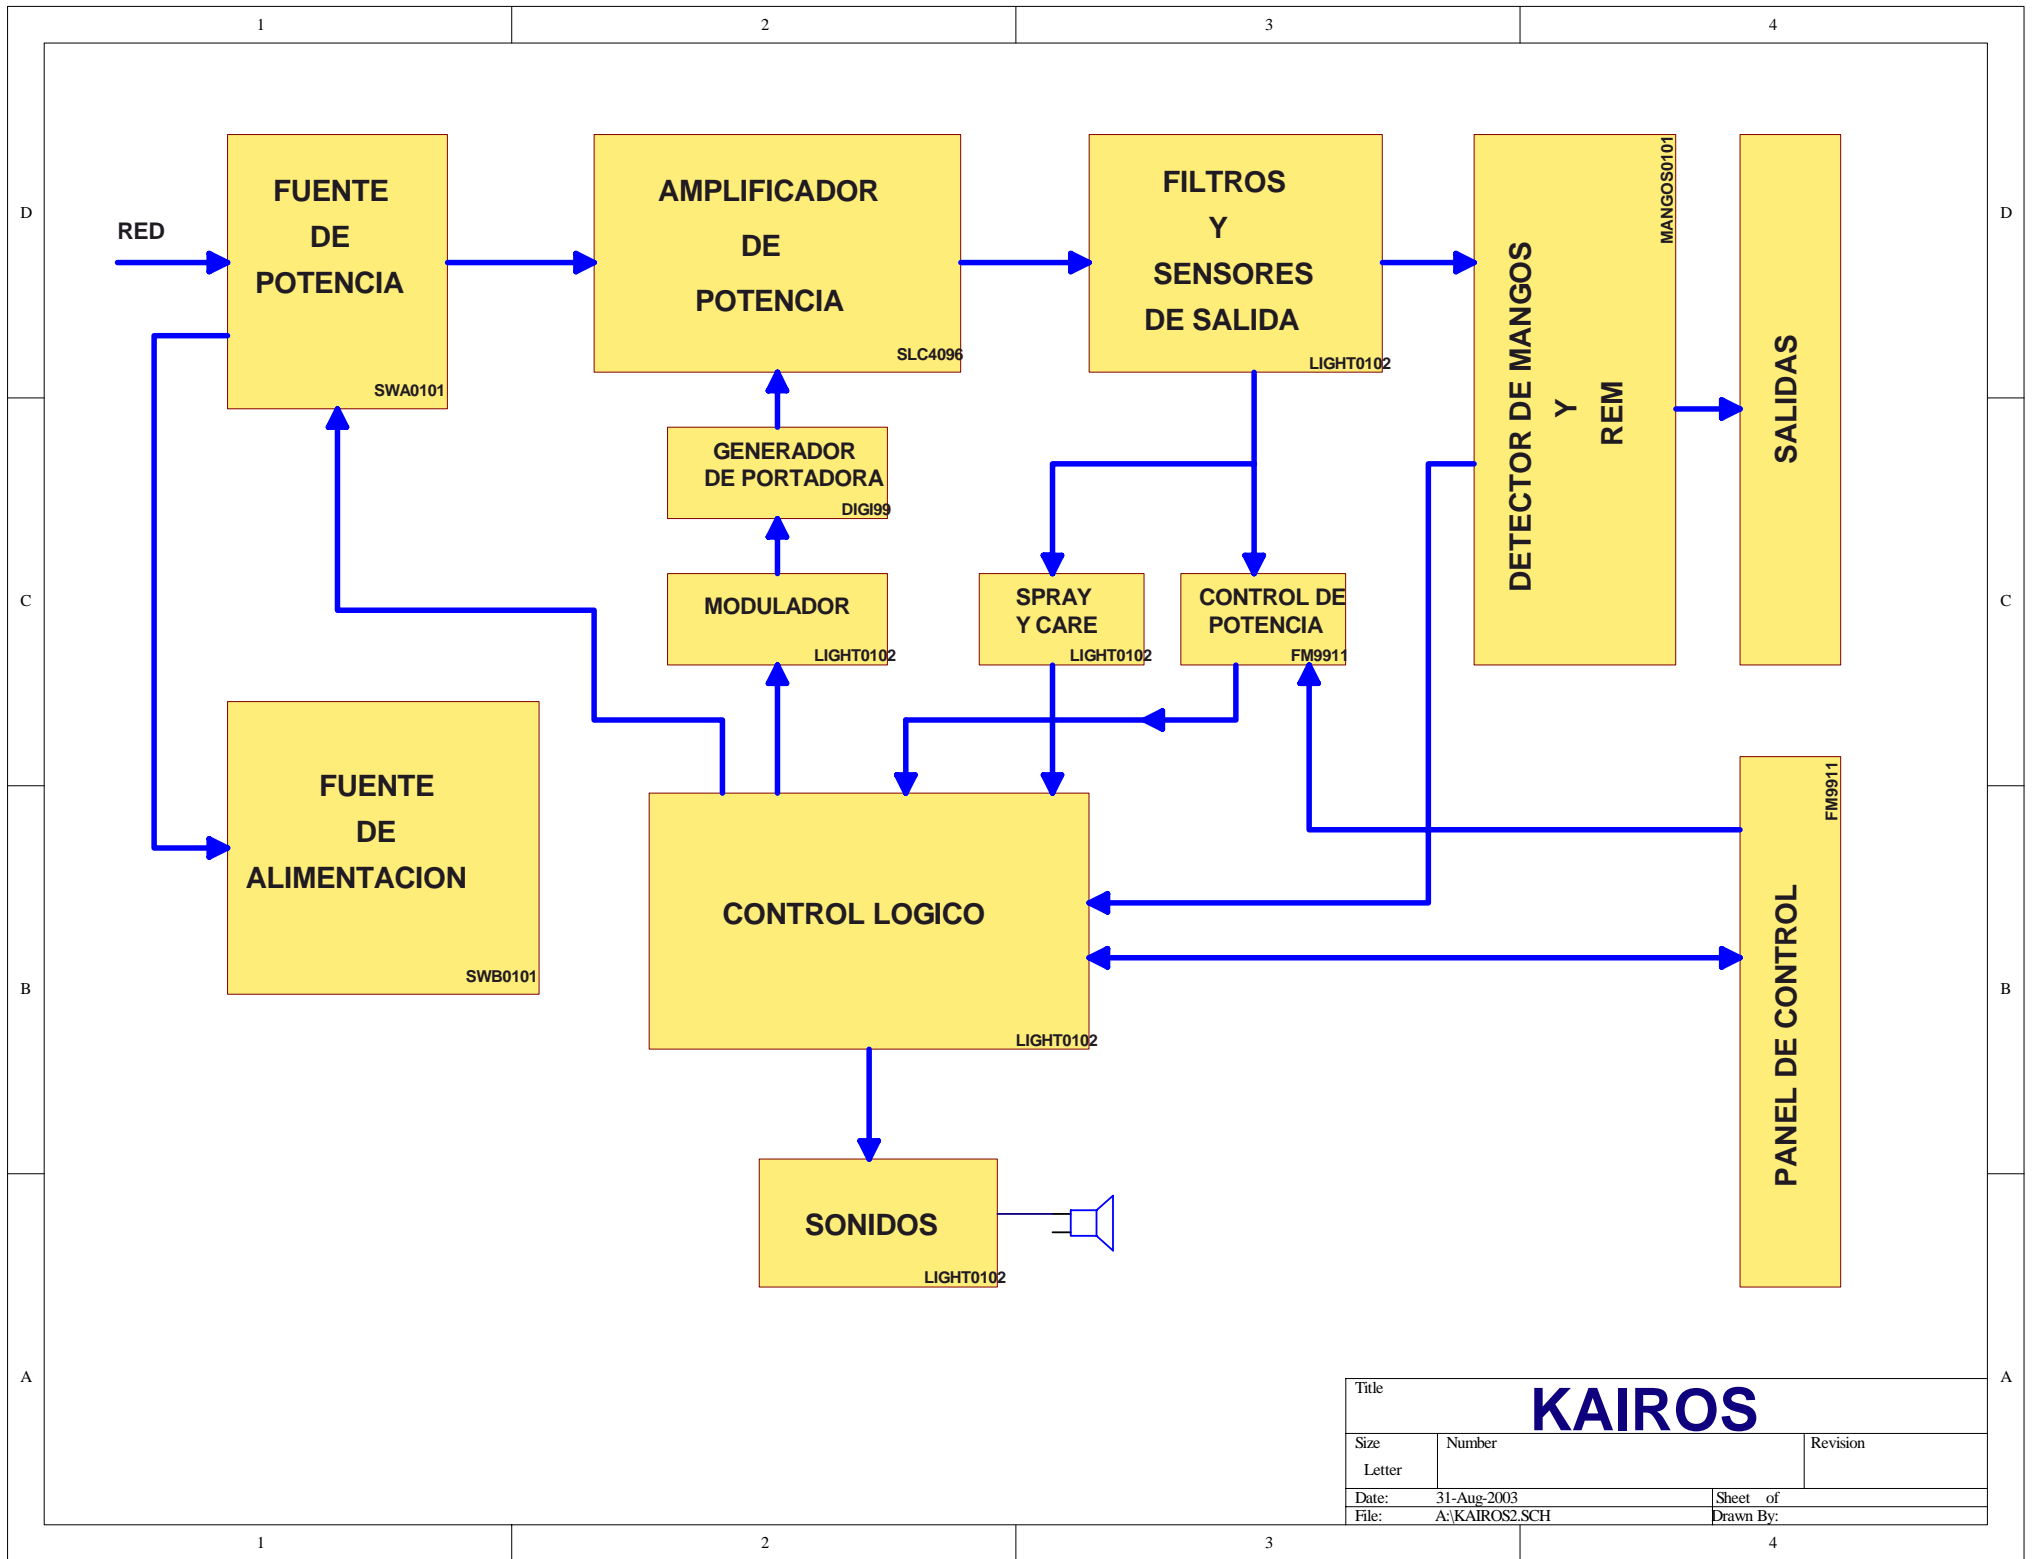 1 2 3 4
D
C
B
A
D
C
B
A
RED
FUENTE
DE
POTENCIA
SWA0101
AMPLIFICADOR
DE
POTENCIA
SLC4096
FILTROS
Y
SENSORES
DE SALIDA
LIGHT0102
DETECTOR DE MANGOS
Y
REM
MANGOS0101
SALIDAS
GENERADOR
DE PORTADORA
DIGI99
MODULADOR
LIGHT0102
SPRAY
Y CARE
LIGHT0102
CONTROL DE
POTENCIA
FM9911
FUENTE
DE
ALIMENTACION
SWB0101
CONTROL LOGICO
LIGHT0102
PANEL DE CONTROL
FM9911
SONIDOS
LIGHT0102
Title
KAIROS
Size
Letter
Number
Revision
Date: 31-Aug-2003
Sheet of
File: A:\KAIROS2.SCH
Drawn By:
1 2 3 4